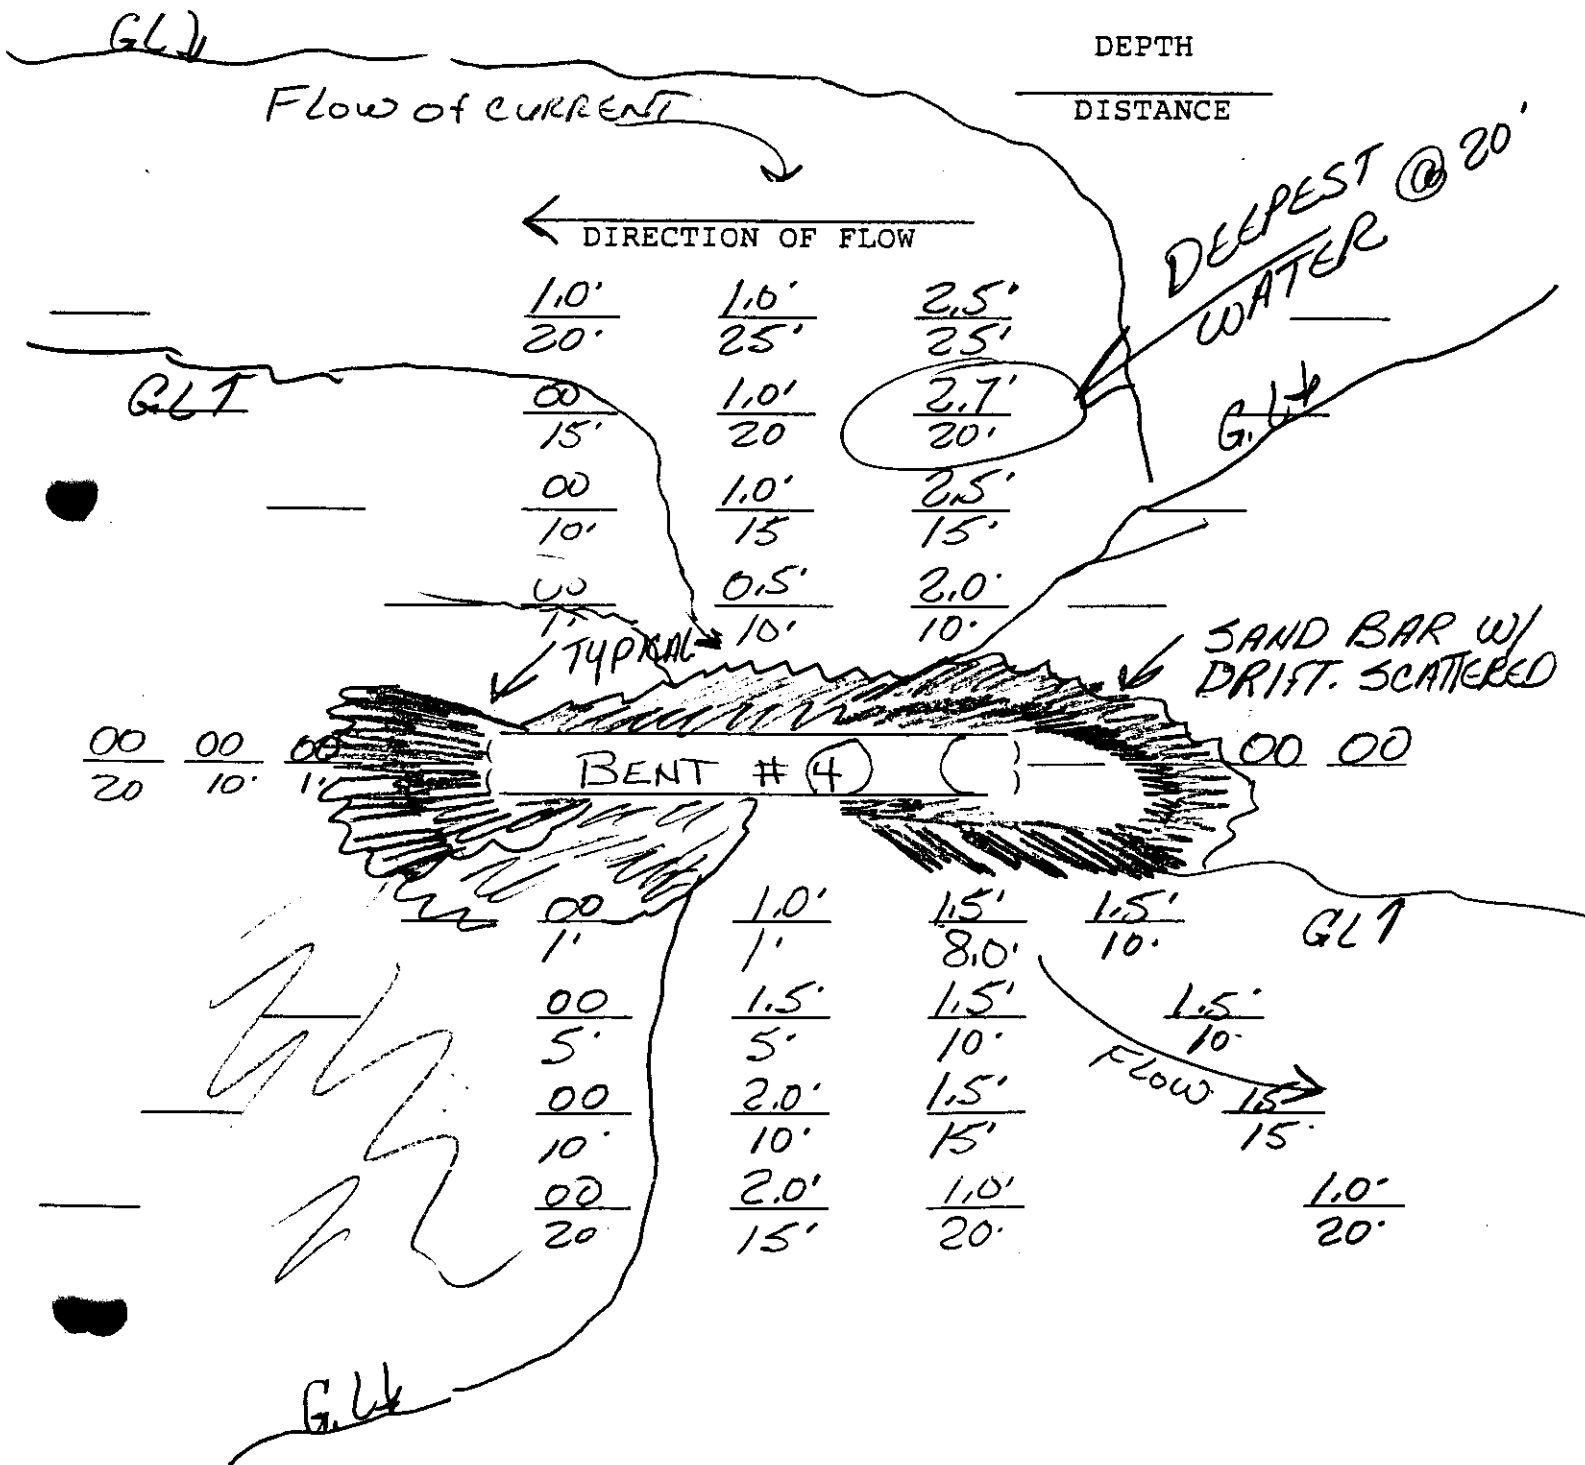 GL↓
DEPTH
Flow of CURRENT
DISTANCE
DEEPEST @ 20'
WATER
DIRECTION OF FLOW
1.0' 1.0' 2.5'
20' 25' 25'
GL↑ 00 1.0' 2.7' G.L↓
15' 20 20'
00 1.0' 2.5'
10' 15 15'
00 0.5' 2.0'
1' 10' 10'
TYPICAL
SAND BAR W/
DRIFT. SCATTERED
00 00 00 BENT # 4 00 00
20 10' 1'
00 1.0' 1.5' 1.5' GL↑
1' 1' 8.0' 10'
00 1.5' 1.5' 1.5'
5' 5' 10' 10'
FLOW
00 2.0' 1.5' 1.5
10' 10' 15' 15'
00 2.0' 1.0' 1.0'
20 15' 20' 20'
G.L↓